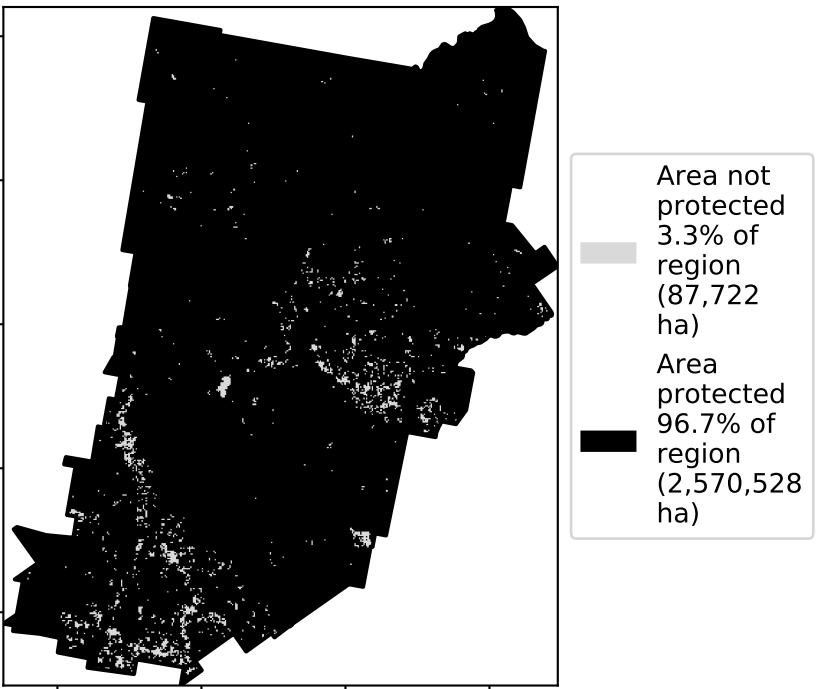 Area not
protected
3.3% of
region
(87,722
ha)
Area
protected
96.7% of
region
(2,570,528
ha)